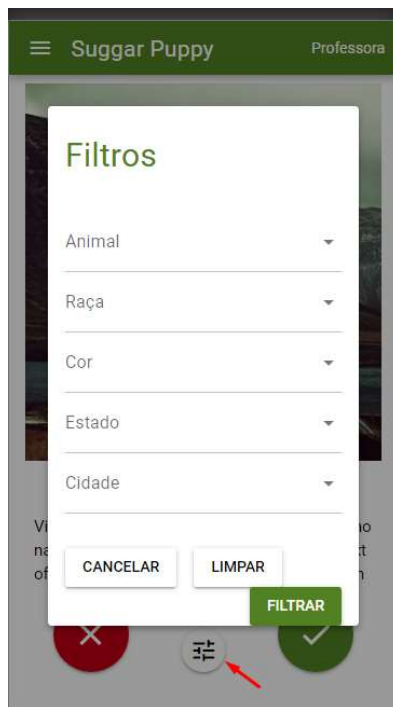 Suggar Puppy Professora
Filtros
Animal
Raça
Cor
Estado
Cidade
CANCELAR LIMPAR
FILTRAR